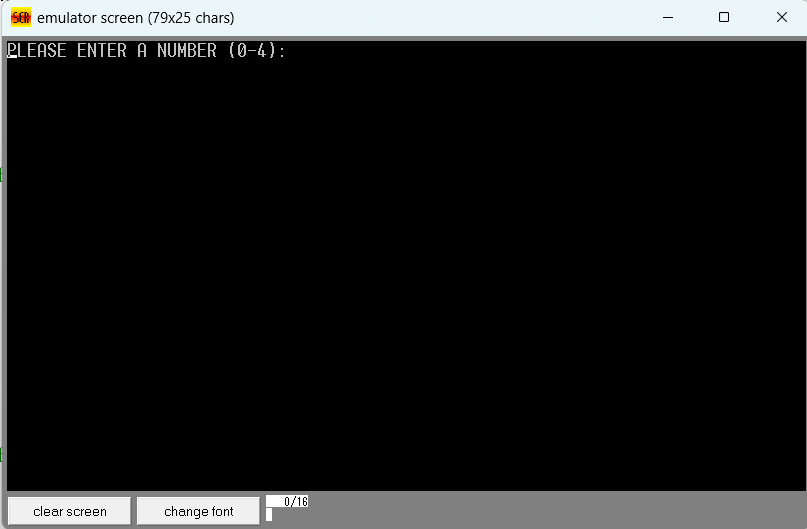 emulator screen (79x25 chars)
PLEASE ENTER A NUMBER (0-4):
clear screen
change font
0/16